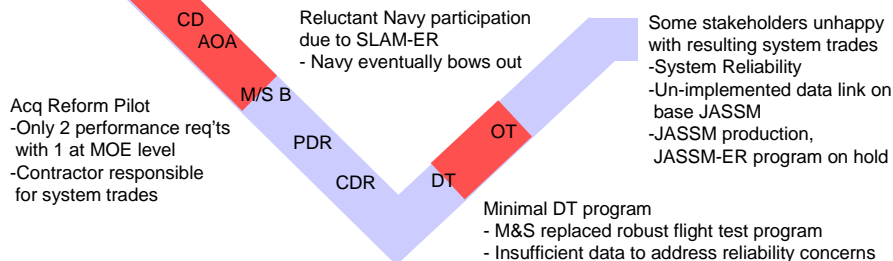 CD
AOA
M/S B
PDR
CDR
DT
OT
Reluctant Navy participation
due to SLAM-ER
- Navy eventually bows out
Some stakeholders unhappy
with resulting system trades
-System Reliability
-Un-implemented data link on
base JASSM
-JASSM production,
JASSM-ER program on hold
Acq Reform Pilot
-Only 2 performance req'ts
with 1 at MOE level
-Contractor responsible
for system trades
Minimal DT program
- M&S replaced robust flight test program
- Insufficient data to address reliability concerns